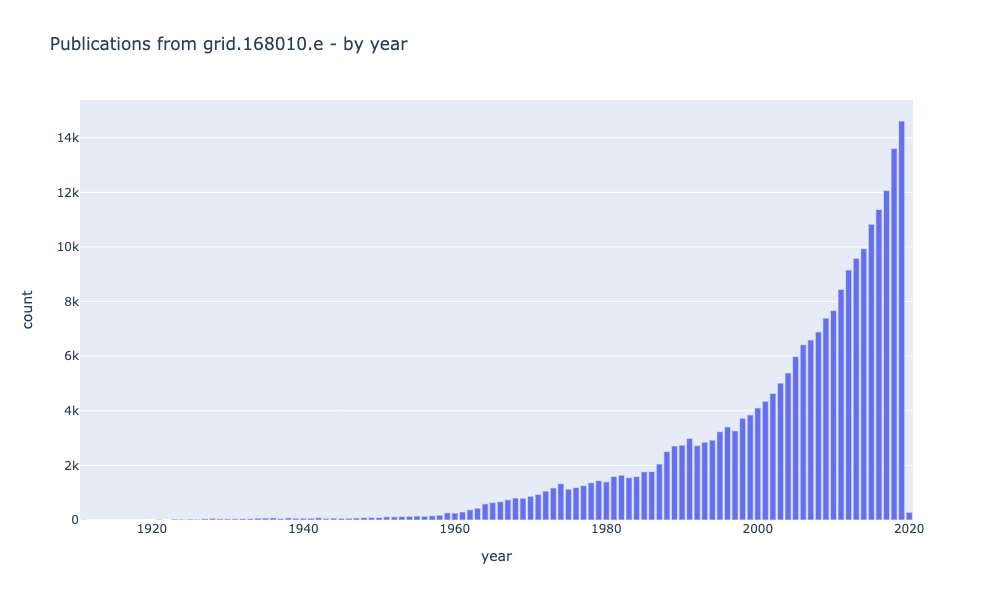 Publications from grid.168010.e - by year
14k
12k
10k
8k
6k
4k
2k
0
count
1920 1940 1960 1980 2000 2020
year